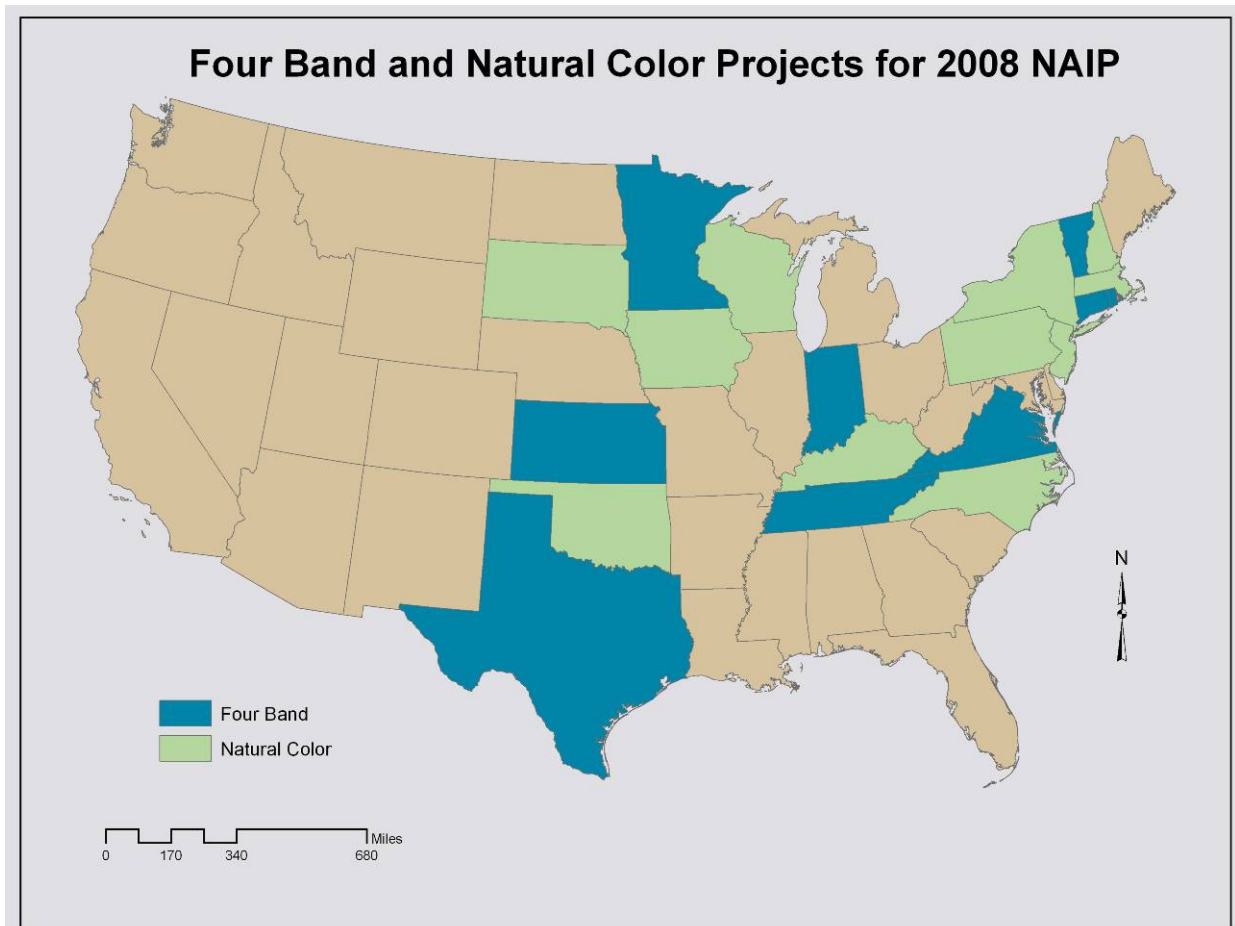 Four Band and Natural Color Projects for 2008 NAIP
N
Four Band
Natural Color
Miles
0 170 340 680